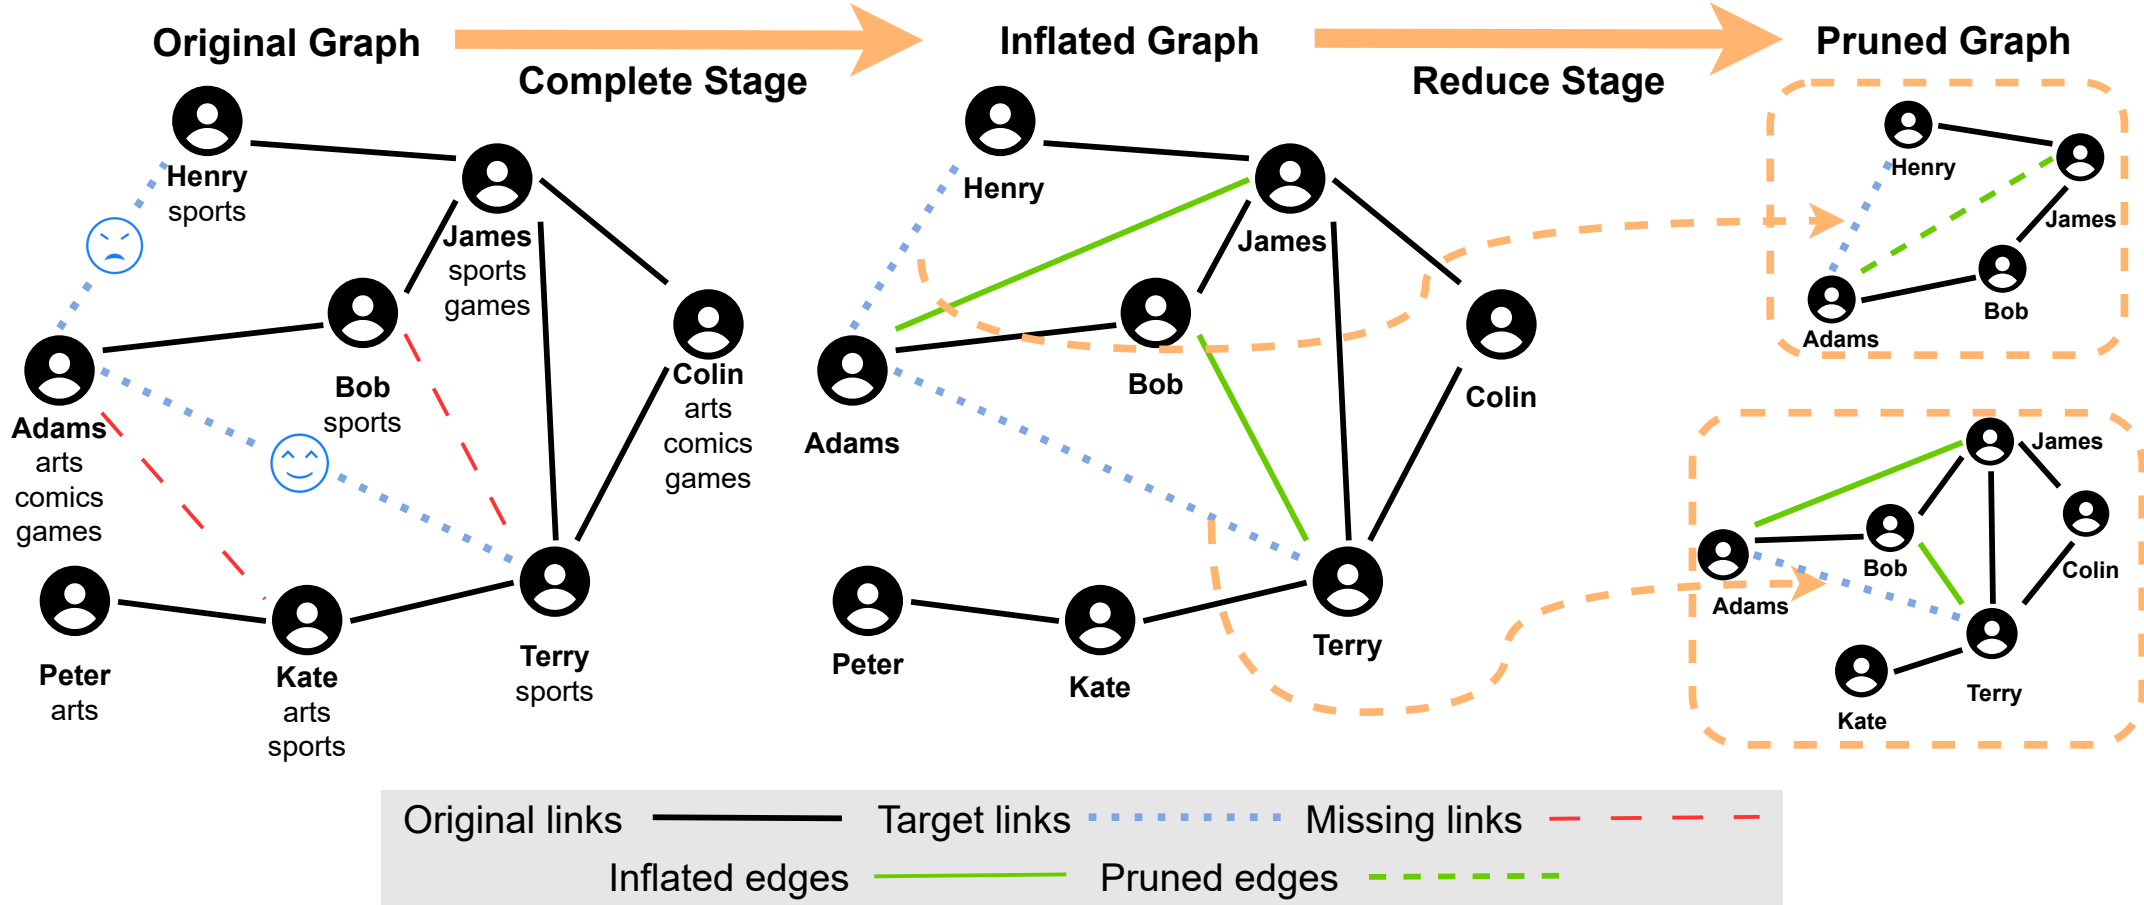 Original Graph
Complete Stage
Inflated Graph
Reduce Stage
Pruned Graph
Henry
sports
James
sports
games
Bob
sports
Colin
arts
comics
games
Adams
arts
comics
games
Peter
arts
Kate
arts
sports
Terry
sports
Henry
James
Bob
Colin
Adams
Peter
Kate
Terry
Henry
James
Bob
Adams
James
Bob
Colin
Adams
Terry
Kate
Original links
Target links
Missing links
Inflated edges
Pruned edges